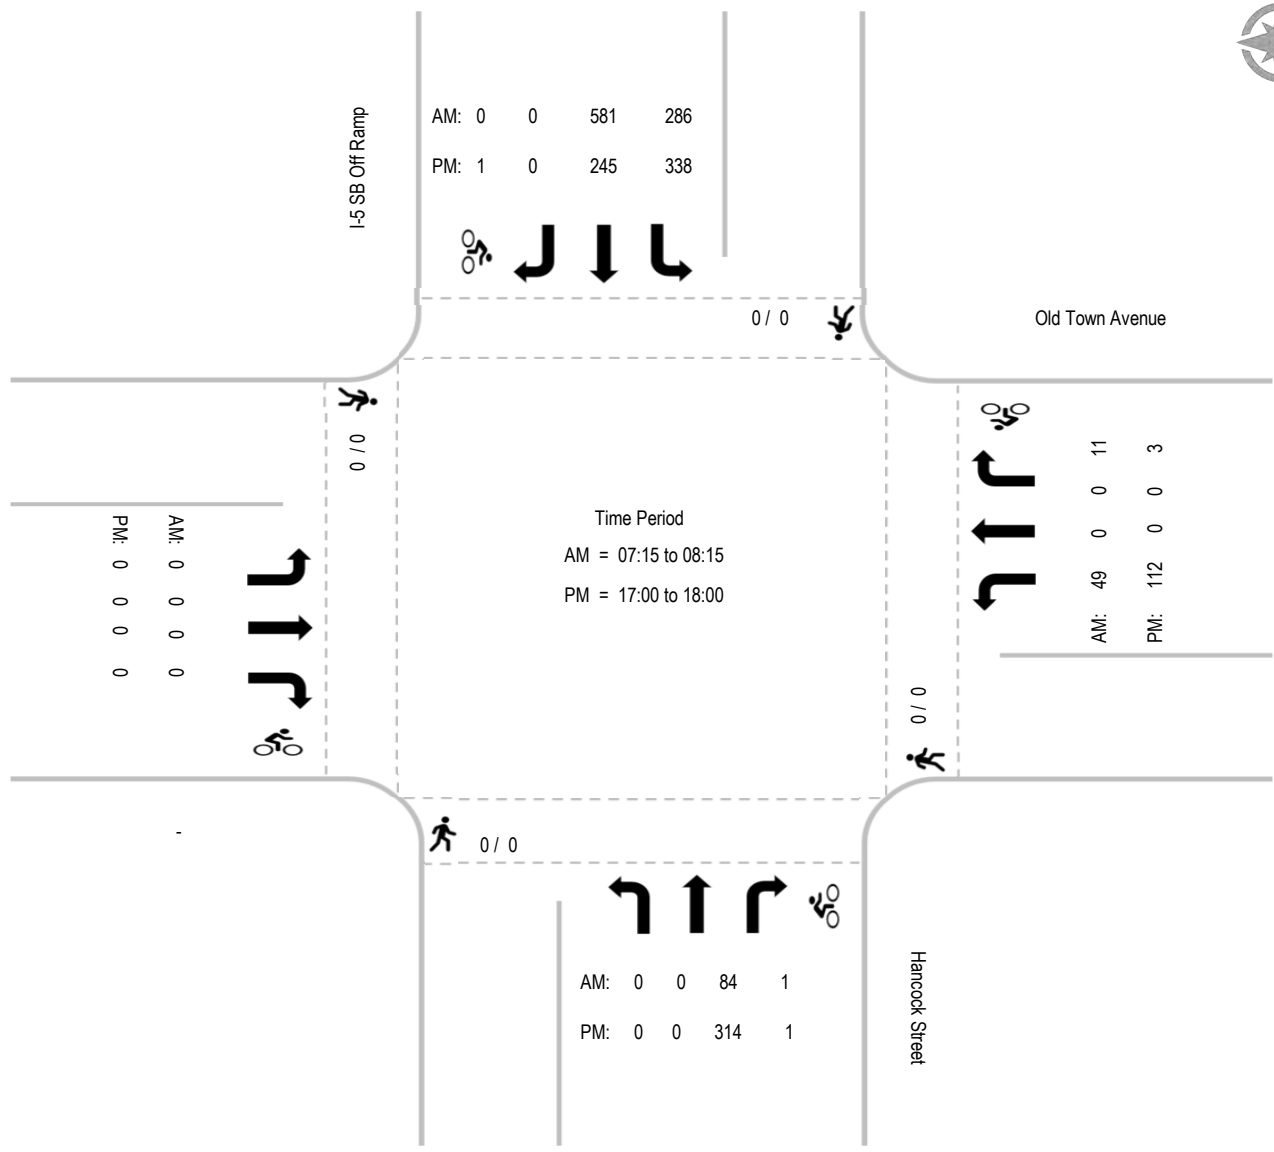 I-5 SB Off Ramp
AM: 0 0 581 286
PM: 1 0 245 338
0 / 0
Old Town Avenue
0 / 0
AM: 0 0 0 0
PM: 0 0 0 0
Time Period
AM = 07:15 to 08:15
PM = 17:00 to 18:00
AM: 49 0 0 11
PM: 112 0 0 3
0 / 0
-
0 / 0
AM: 0 0 84 1
PM: 0 0 314 1
Hancock Street